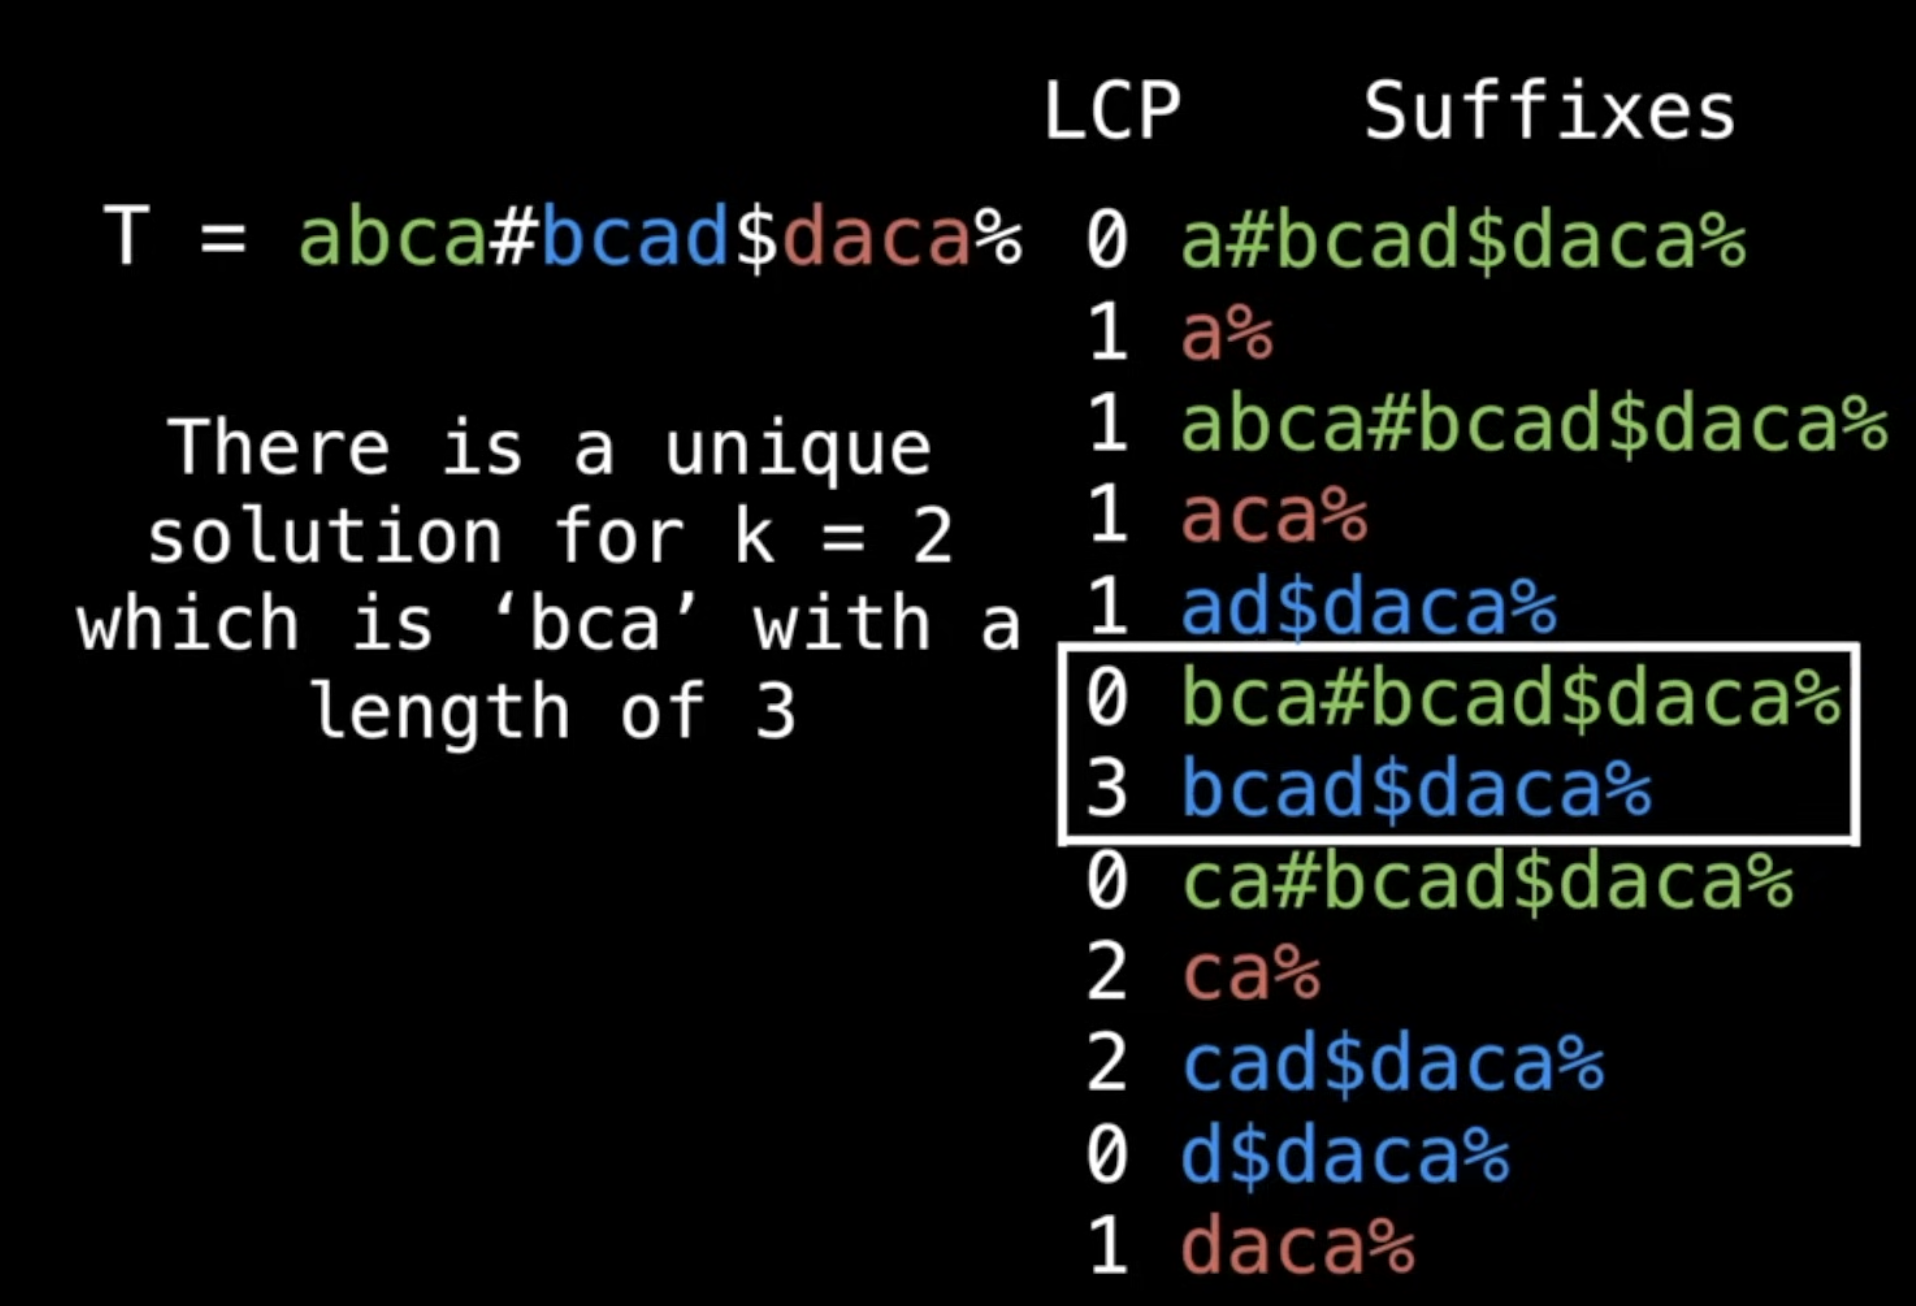 LCP Suffixes
T = abca#bcad$daca%
There is a unique
solution for k = 2
which is ‘bca’ with a
length of 3
0 a#bcad$daca%
1 a%
1 abca#bcad$daca%
1 aca%
1 ad$daca%
0 bca#bcad$daca%
3 bcad$daca%
0 ca#bcad$daca%
2 ca%
2 cad$daca%
0 d$daca%
1 daca%